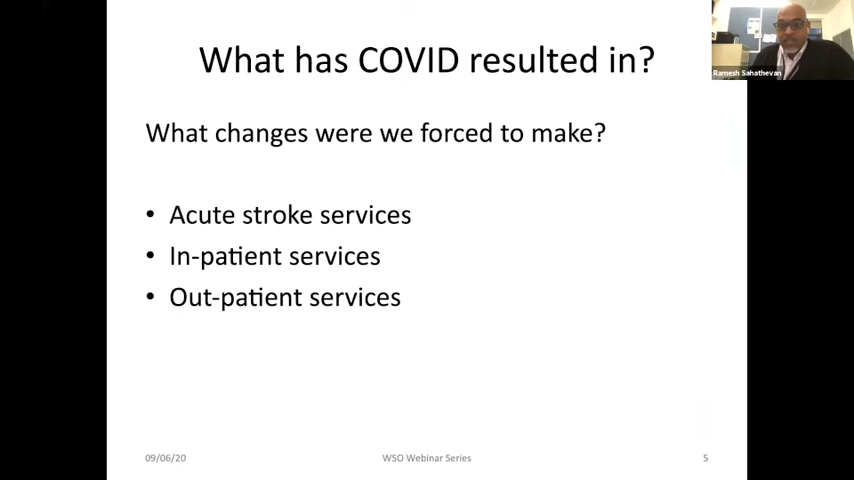 What has COVID resulted in?
Ramesh Sahathevan
What changes were we forced to make?
• Acute stroke services
• In-patient services
• Out-patient services
09/06/20
WSO Webinar Series
5